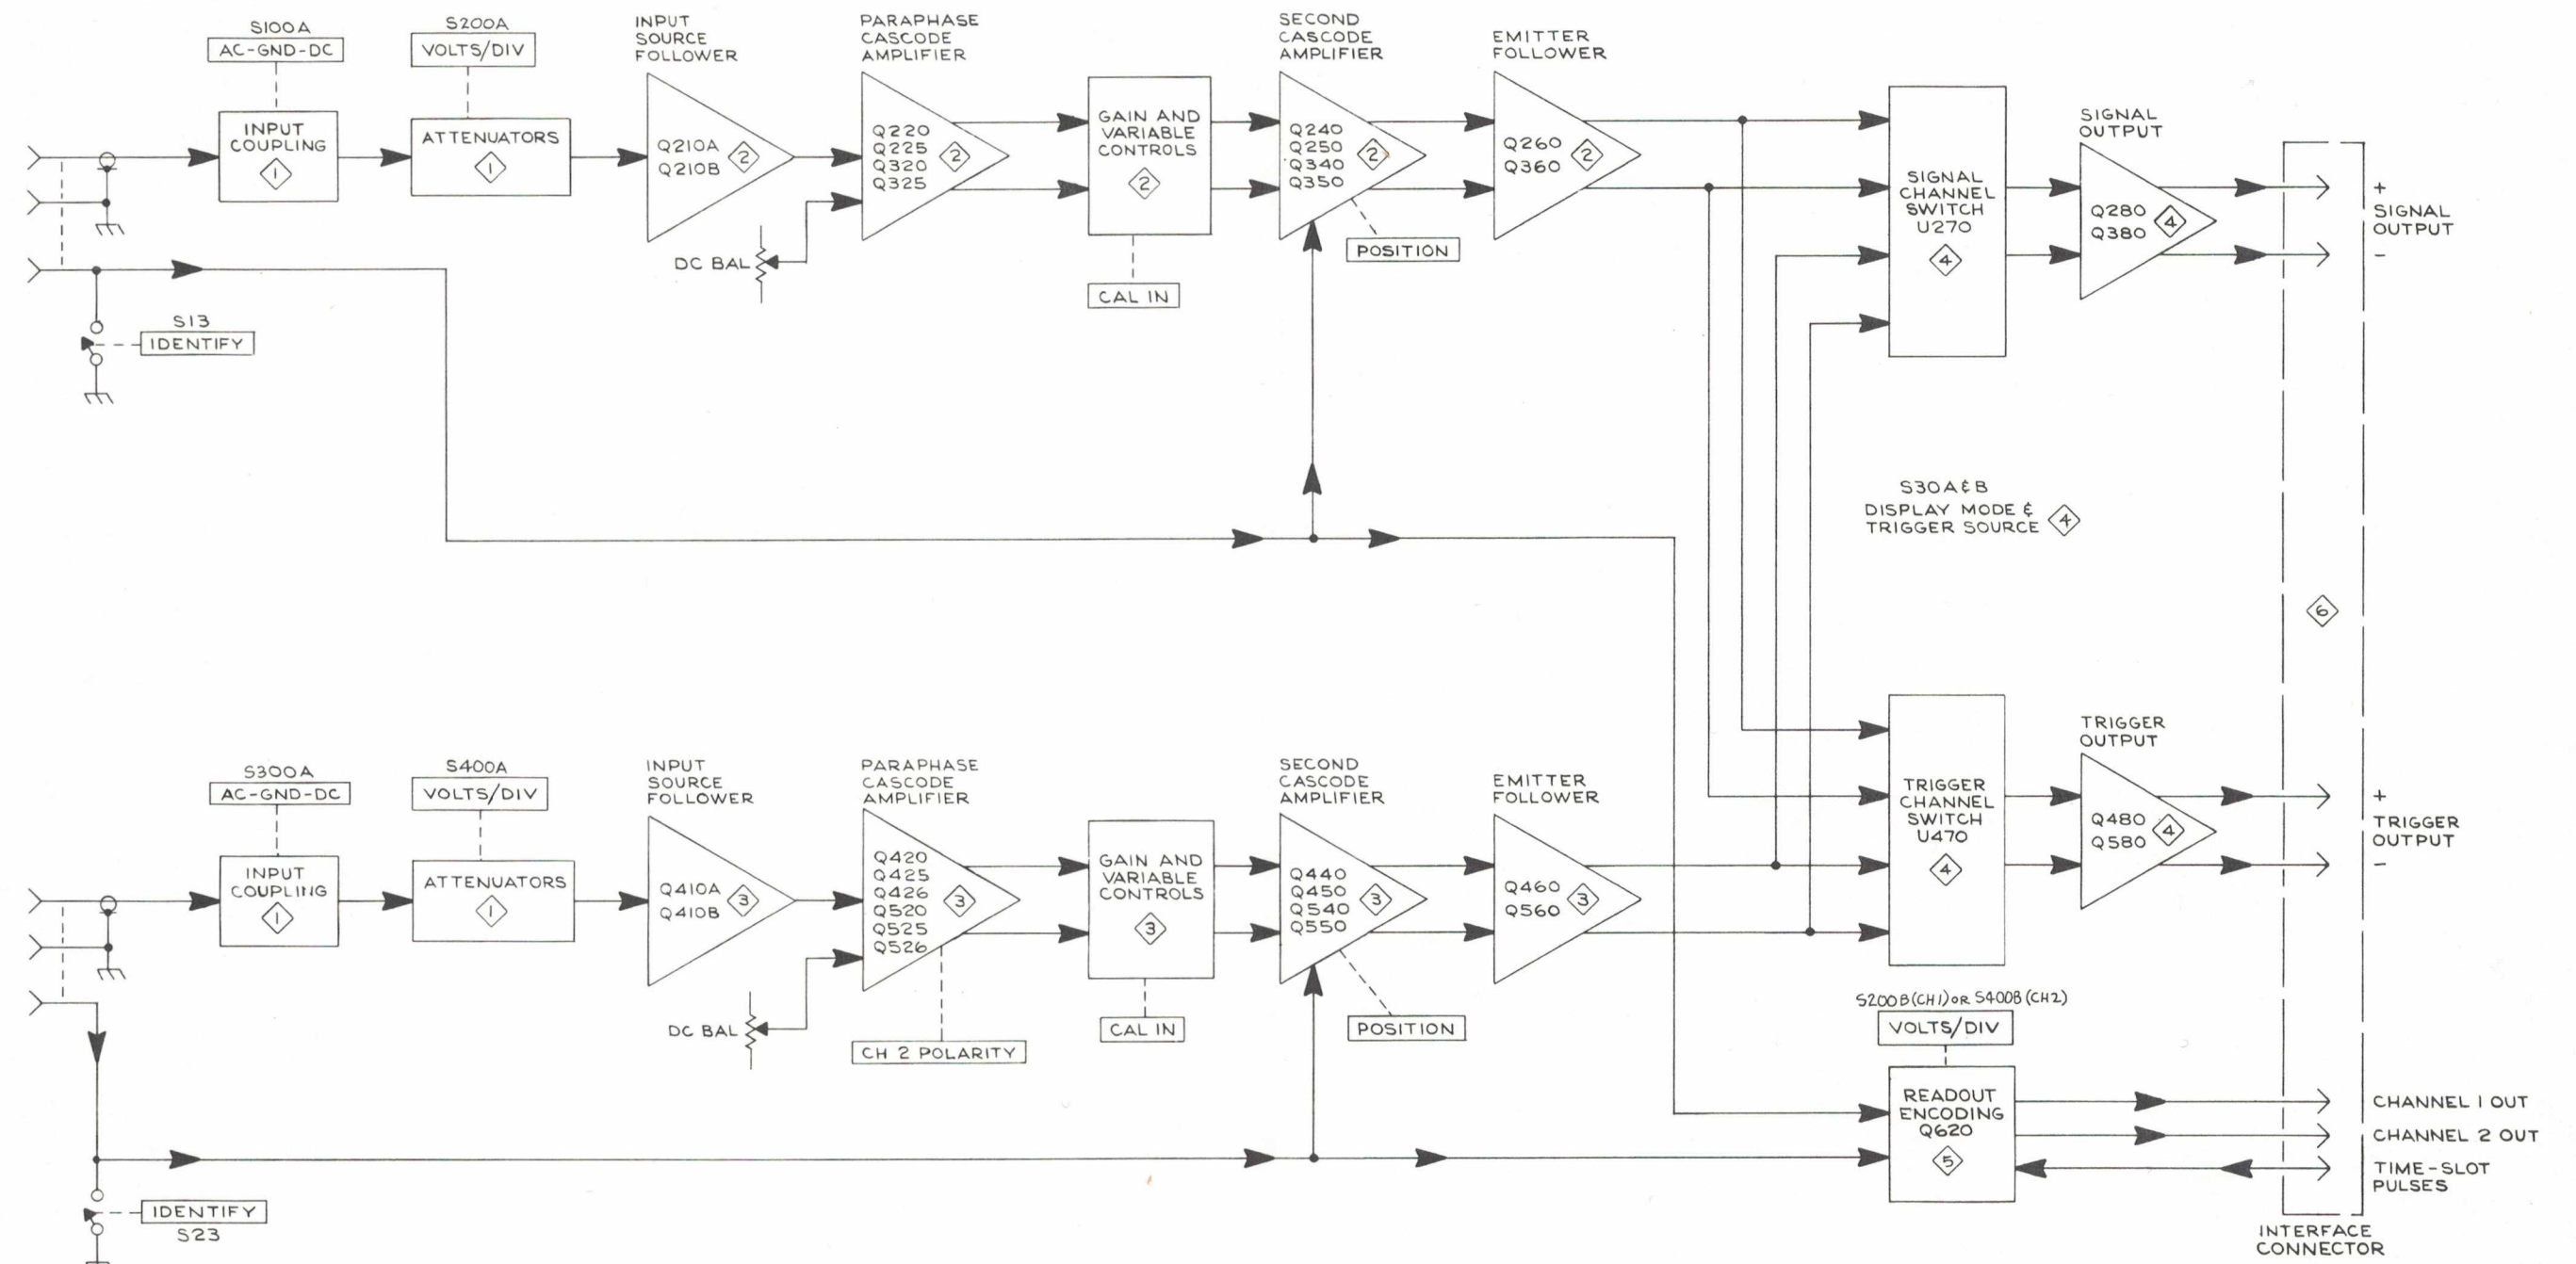 S100A
AC-GND-DC
INPUT
COUPLING
1
S200A
VOLTS/DIV
ATTENUATORS
1
INPUT
SOURCE
FOLLOWER
Q210A
Q210B
2
DC BAL
PARAPHASE
CASCODE
AMPLIFIER
Q220
Q225
Q320
Q325
2
GAIN AND
VARIABLE
CONTROLS
2
CAL IN
SECOND
CASCODE
AMPLIFIER
Q240
Q250
Q340
Q350
2
POSITION
EMITTER
FOLLOWER
Q260
Q360
2
SIGNAL
CHANNEL
SWITCH
U270
4
SIGNAL
OUTPUT
Q280
Q380
4
+
SIGNAL
OUTPUT
-
S13
IDENTIFY
S30A&B
DISPLAY MODE &
TRIGGER SOURCE
4
6
S300A
AC-GND-DC
INPUT
COUPLING
1
S400A
VOLTS/DIV
ATTENUATORS
1
INPUT
SOURCE
FOLLOWER
Q410A
Q410B
3
DC BAL
PARAPHASE
CASCODE
AMPLIFIER
Q420
Q425
Q426
Q520
Q525
Q526
3
CH 2 POLARITY
GAIN AND
VARIABLE
CONTROLS
3
CAL IN
SECOND
CASCODE
AMPLIFIER
Q440
Q450
Q540
Q550
3
POSITION
EMITTER
FOLLOWER
Q460
Q560
3
TRIGGER
CHANNEL
SWITCH
U470
4
TRIGGER
OUTPUT
Q480
Q580
4
+
TRIGGER
OUTPUT
-
S200B(CH1) OR S400B(CH2)
VOLTS/DIV
READOUT
ENCODING
Q620
5
CHANNEL 1 OUT
CHANNEL 2 OUT
TIME-SLOT
PULSES
IDENTIFY
S23
INTERFACE
CONNECTOR